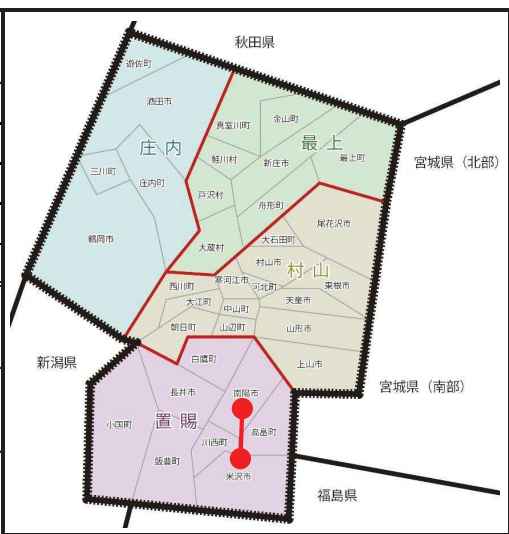 秋田県
遊佐町
酒田市
庄内
三川町
庄内町
鶴岡市
真室川町
金山町
最上
鮭川村
新庄市
最上町
戸沢村
舟形町
大蔵村
宮城県（北部）
尾花沢市
大石田町
村山市
村山
東根市
西川町
寒河江市
河北町
大江町
中山町
天童市
朝日町
山辺町
山形市
上山市
宮城県（南部）
新潟県
白鷹町
長井市
南陽市
置賜
小国町
高畠町
川西町
飯豊町
米沢市
福島県